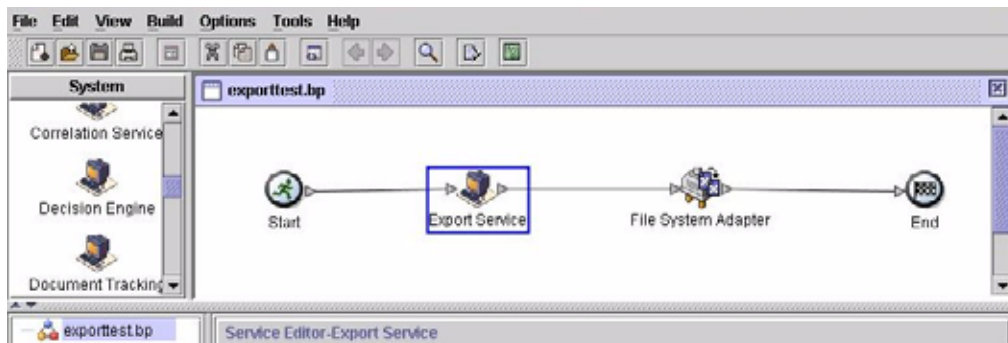 File Edit View Build Options Tools Help
System
exporttest.bp
Correlation Service
Decision Engine
Document Tracking
Start
Export Service
File System Adapter
End
exporttest.bp
Service Editor-Export Service